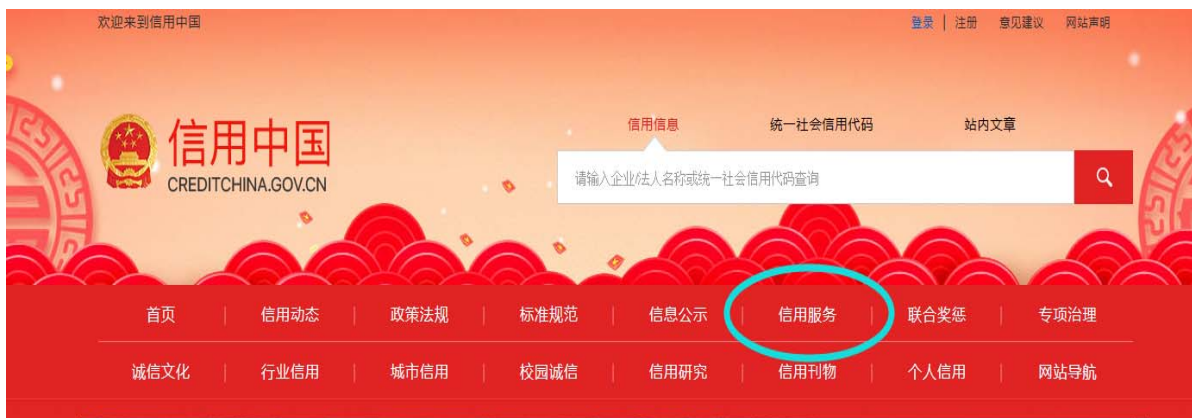 欢迎来到信用中国
登录 | 注册 意见建议 网站声明
信用中国
CREDITCHINA.GOV.CN
信用信息 统一社会信用代码 站内文章
请输入企业/法人名称或统一社会信用代码查询
首页 | 信用动态 | 政策法规 | 标准规范 | 信息公示 | 信用服务 | 联合奖惩 | 专项治理
诚信文化 | 行业信用 | 城市信用 | 校园诚信 | 信用研究 | 信用刊物 | 个人信用 | 网站导航